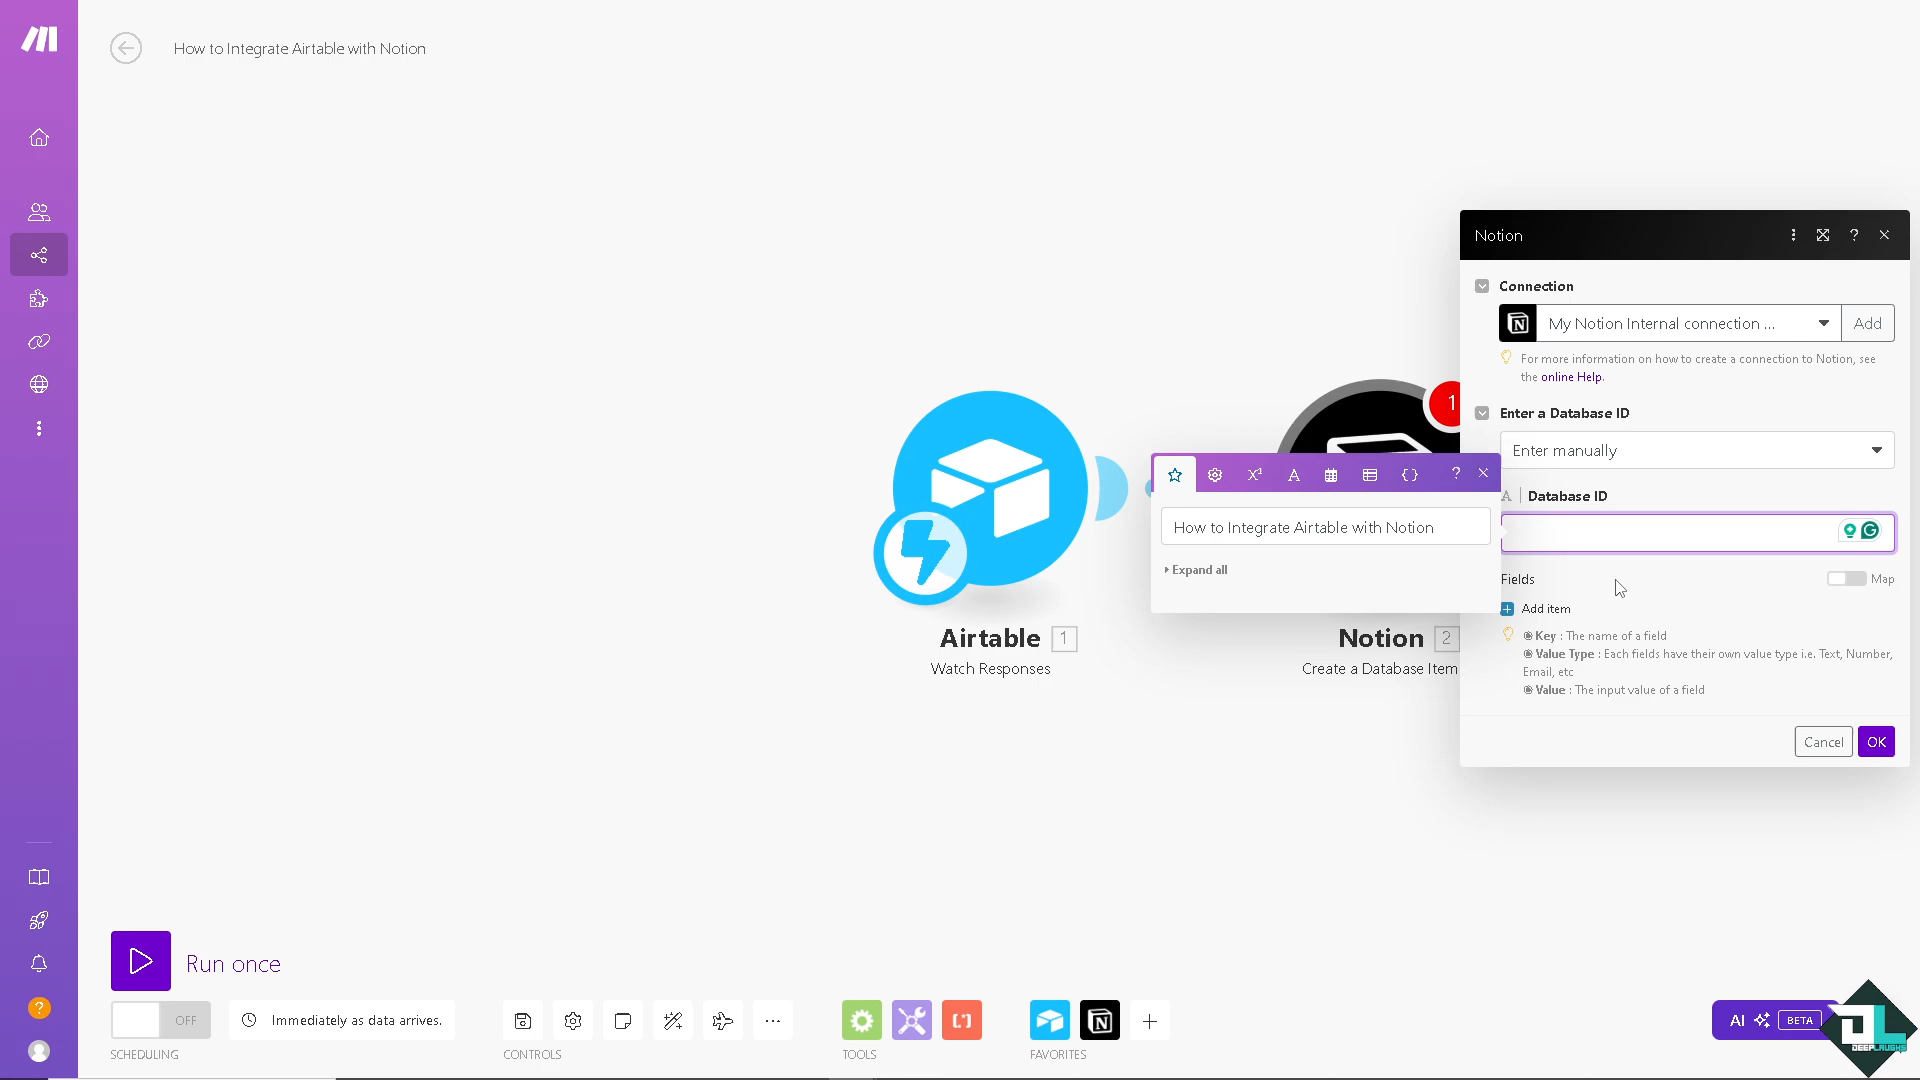 How to Integrate Airtable with Notion
Notion
Connection
My Notion Internal connection ...
Add
For more information on how to create a connection to Notion, see
the online Help.
1
Enter a Database ID
Enter manually
A Database ID
How to Integrate Airtable with Notion
Expand all
Fields
Map
Add item
Key : The name of a field
Value Type : Each fields have their own value type i.e. Text, Number,
Email, etc
Value : The input value of a field
Airtable 1
Watch Responses
Notion 2
Create a Database Item
Cancel
OK
Run once
OFF
Immediately as data arrives.
SCHEDULING
CONTROLS
TOOLS
FAVORITES
AI
BETA
DL
DEEPLAUGHS